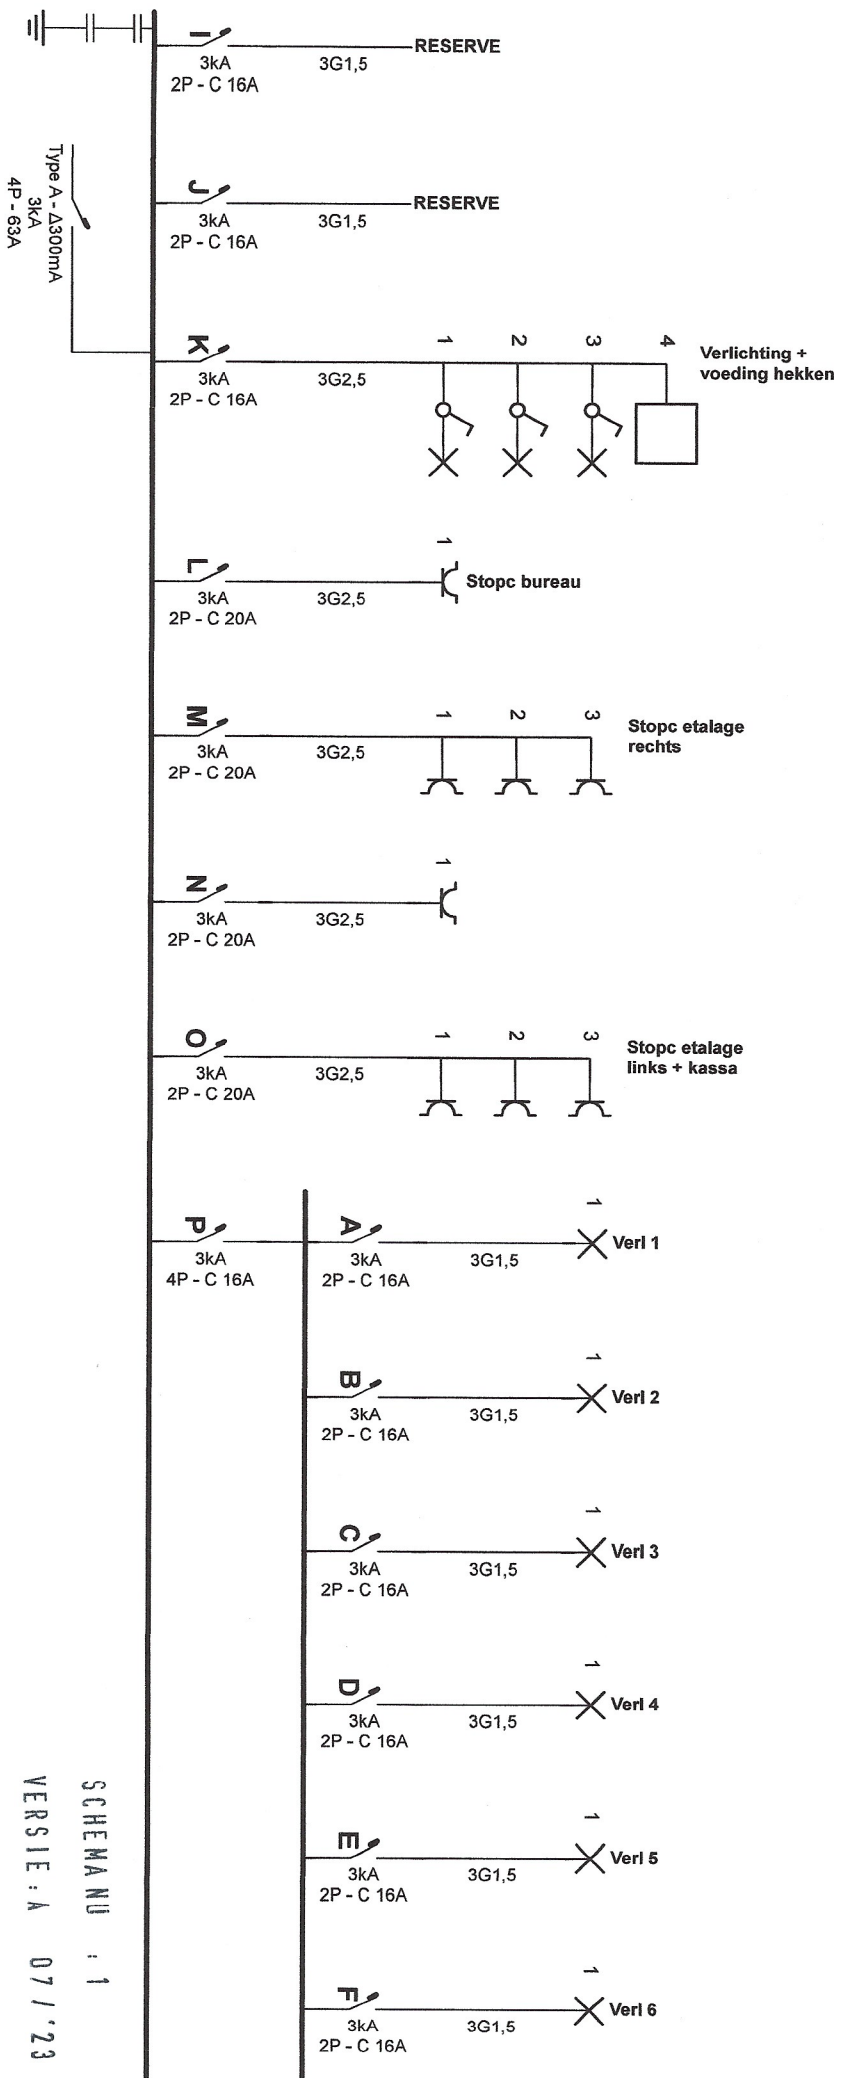 I
3kA
2P - C 16A
3G1,5
RESERVE
Type A - Δ300mA
3kA
4P - 63A
J
3kA
2P - C 16A
3G1,5
RESERVE
K
3kA
2P - C 16A
3G2,5
1
2
3
4
Verlichting +
voeding hekken
L
3kA
2P - C 20A
3G2,5
1
Stopc bureau
M
3kA
2P - C 20A
3G2,5
1
2
3
Stopc etalage
rechts
N
3kA
2P - C 20A
3G2,5
1
O
3kA
2P - C 20A
3G2,5
1
2
3
Stopc etalage
links + kassa
P
3kA
4P - C 16A
A
3kA
2P - C 16A
3G1,5
1
Verl 1
B
3kA
2P - C 16A
3G1,5
1
Verl 2
C
3kA
2P - C 16A
3G1,5
1
Verl 3
D
3kA
2P - C 16A
3G1,5
1
Verl 4
E
3kA
2P - C 16A
3G1,5
1
Verl 5
F
3kA
2P - C 16A
3G1,5
1
Verl 6
SCHEMA NU : 1
VERSIE: A 07/'23